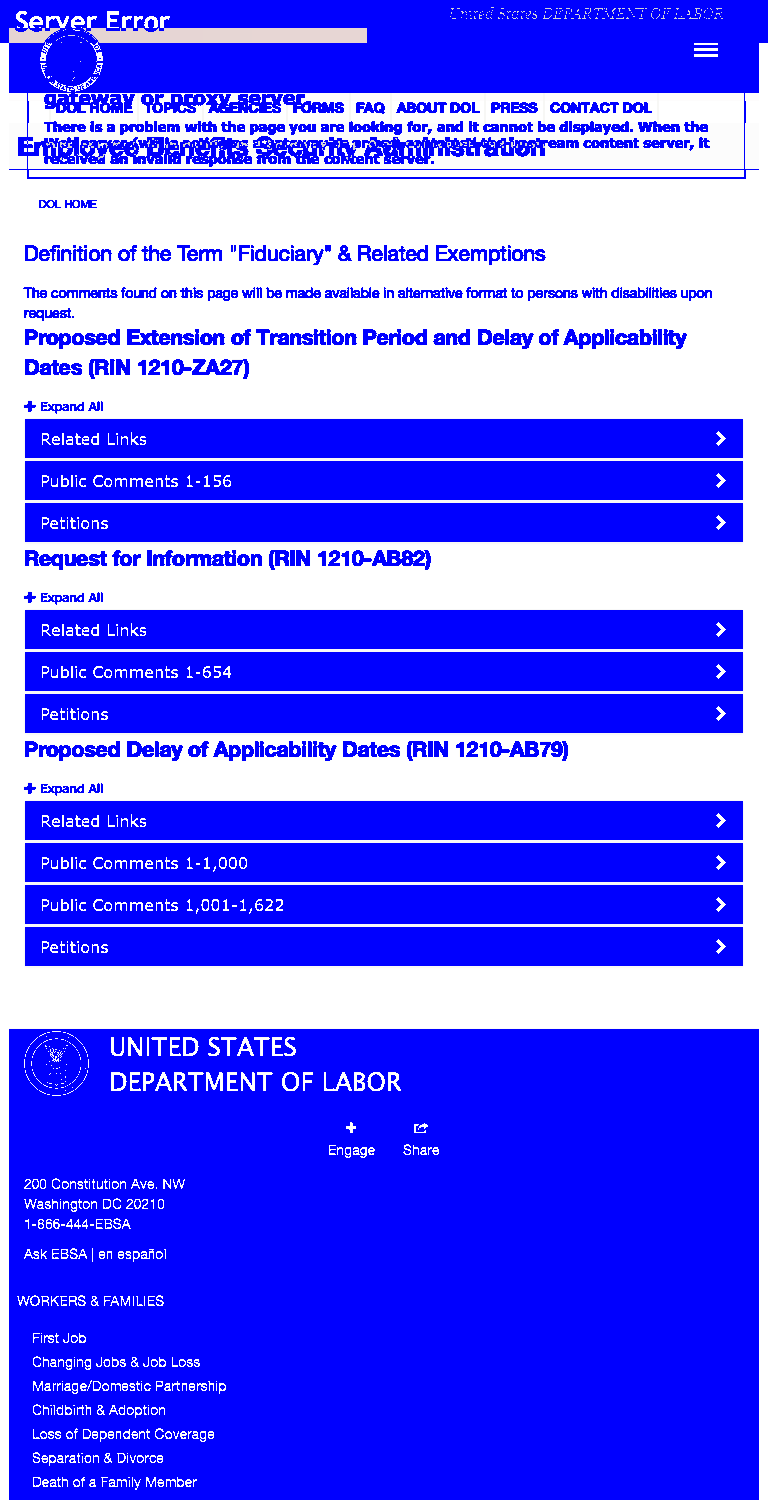 Server Error
United States DEPARTMENT OF LABOR
gateway or proxy server.
DOL HOME TOPICS AGENCIES FORMS FAQ ABOUT DOL PRESS CONTACT DOL
There is a problem with the page you are looking for, and it cannot be displayed. When the
Employee Benefits Security Administration
stream content server, it
received an invalid response from the content server.
DOL HOME
Definition of the Term "Fiduciary" & Related Exemptions
The comments found on this page will be made available in alternative format to persons with disabilities upon
request.
Proposed Extension of Transition Period and Delay of Applicability
Dates (RIN 1210-ZA27)
Expand All
Related Links
Public Comments 1-156
Petitions
Request for Information (RIN 1210-AB82)
Expand All
Related Links
Public Comments 1-654
Petitions
Proposed Delay of Applicability Dates (RIN 1210-AB79)
Expand All
Related Links
Public Comments 1-1,000
Public Comments 1,001-1,622
Petitions
UNITED STATES
DEPARTMENT OF LABOR
Engage Share
200 Constitution Ave. NW
Washington DC 20210
1-866-444-EBSA
Ask EBSA | en español
WORKERS & FAMILIES
First Job
Changing Jobs & Job Loss
Marriage/Domestic Partnership
Childbirth & Adoption
Loss of Dependent Coverage
Separation & Divorce
Death of a Family Member